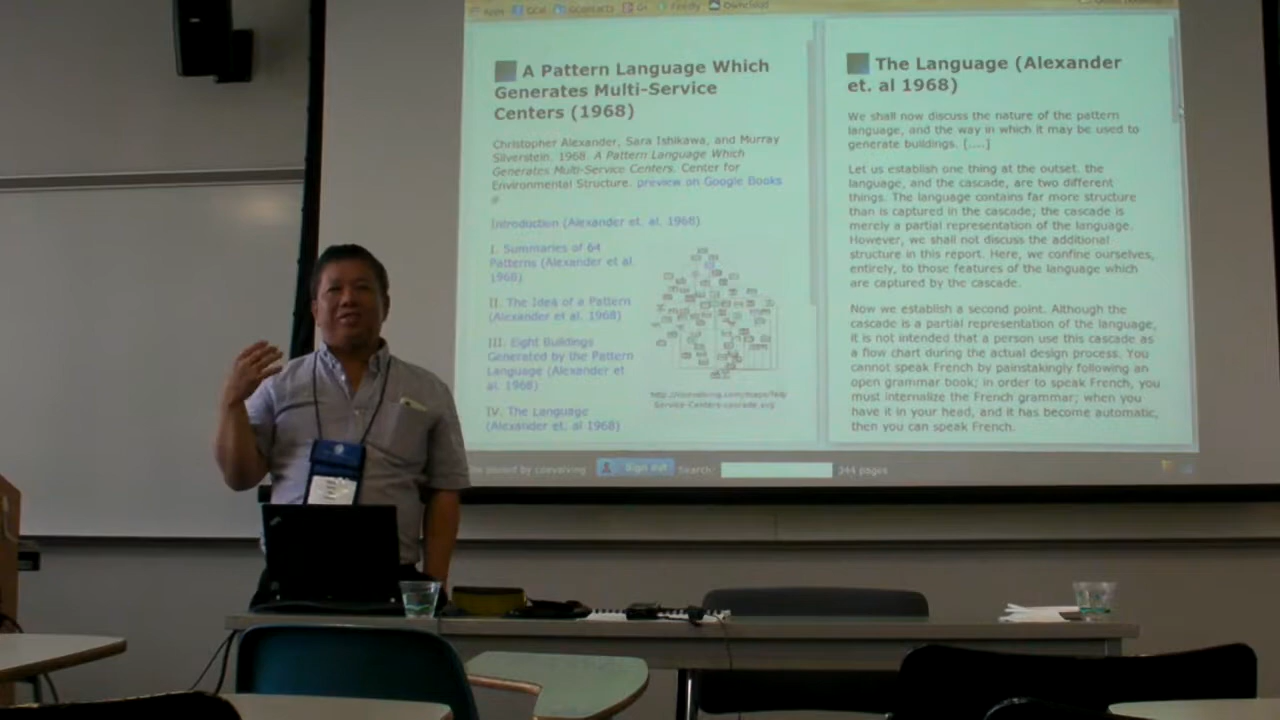 Apps GCal GContacts G+ Feedly Owncloud
A Pattern Language Which
Generates Multi-Service
Centers (1968)
Christopher Alexander, Sara Ishikawa, and Murray
Silverstein. 1968. A Pattern Language Which
Generates Multi-Service Centers. Center for
Environmental Structure. preview on Google Books
Introduction (Alexander et. al. 1968)
I. Summaries of 64
Patterns (Alexander et al.
1968)
II. The Idea of a Pattern
(Alexander et al. 1968)
III. Eight Buildings
Generated by the Pattern
Language (Alexander et
al. 1968)
IV. The Language
(Alexander et. al 1968)
The Language (Alexander
et. al 1968)
We shall now discuss the nature of the pattern
language, and the way in which it may be used to
generate buildings. [....]
Let us establish one thing at the outset. the
language, and the cascade, are two different
things. The language contains far more structure
than is captured in the cascade; the cascade is
merely a partial representation of the language.
However, we shall not discuss the additional
structure in this report. Here, we confine ourselves,
entirely, to those features of the language which
are captured by the cascade.
Now we establish a second point. Although the
cascade is a partial representation of the language,
it is not intended that a person use this cascade as
a flow chart during the actual design process. You
cannot speak French by painstakingly following an
open grammar book; in order to speak French, you
must internalize the French grammar; when you
have it in your head, and it has become automatic,
then you can speak French.
owned by coevolving Sign out Search: 344 pages